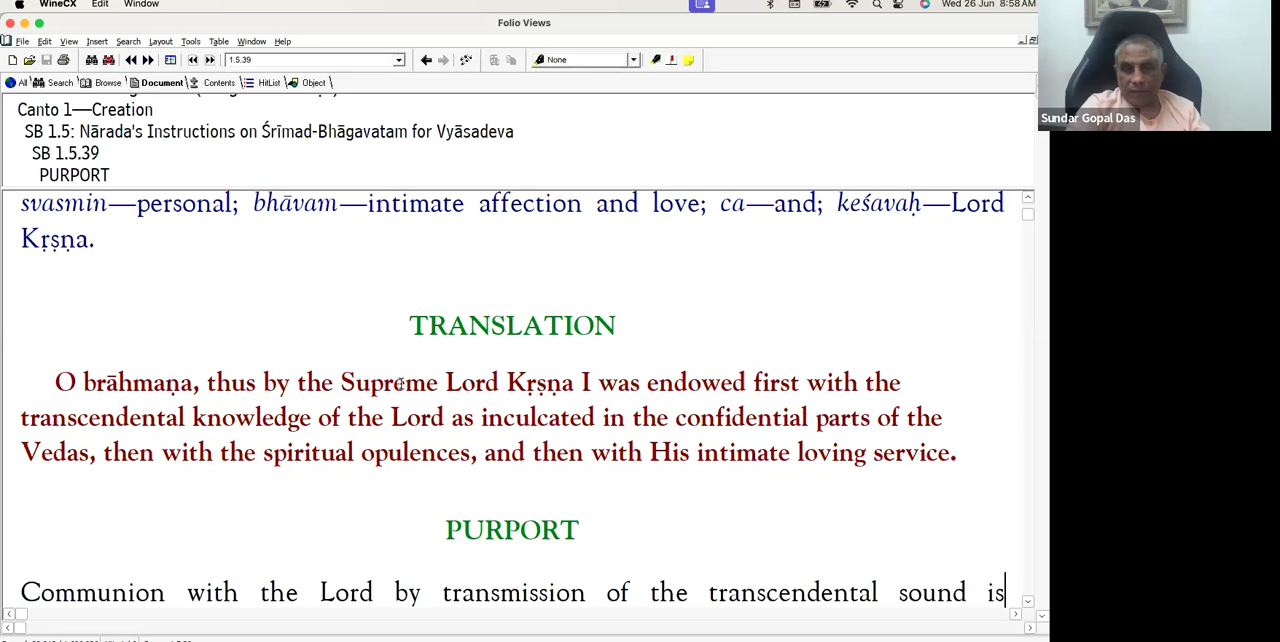 WineCX Edit Window Wed 26 Jun 8:58 AM
Folio Views
File Edit View Insert Search Layout Tools Table Window Help
1.5.39 None
All Search Browse Document Contents HitList Object
Canto 1—Creation
SB 1.5: Nārada's Instructions on Śrīmad-Bhāgavatam for Vyāsadeva
SB 1.5.39
PURPORT
svasmin—personal; bhāvam—intimate affection and love; ca—and; keśavaḥ—Lord
Kṛṣṇa.
TRANSLATION
O brāhmaṇa, thus by the Supreme Lord Kṛṣṇa I was endowed first with the
transcendental knowledge of the Lord as inculcated in the confidential parts of the
Vedas, then with the spiritual opulences, and then with His intimate loving service.
PURPORT
Communion with the Lord by transmission of the transcendental sound is
Sundar Gopal Das